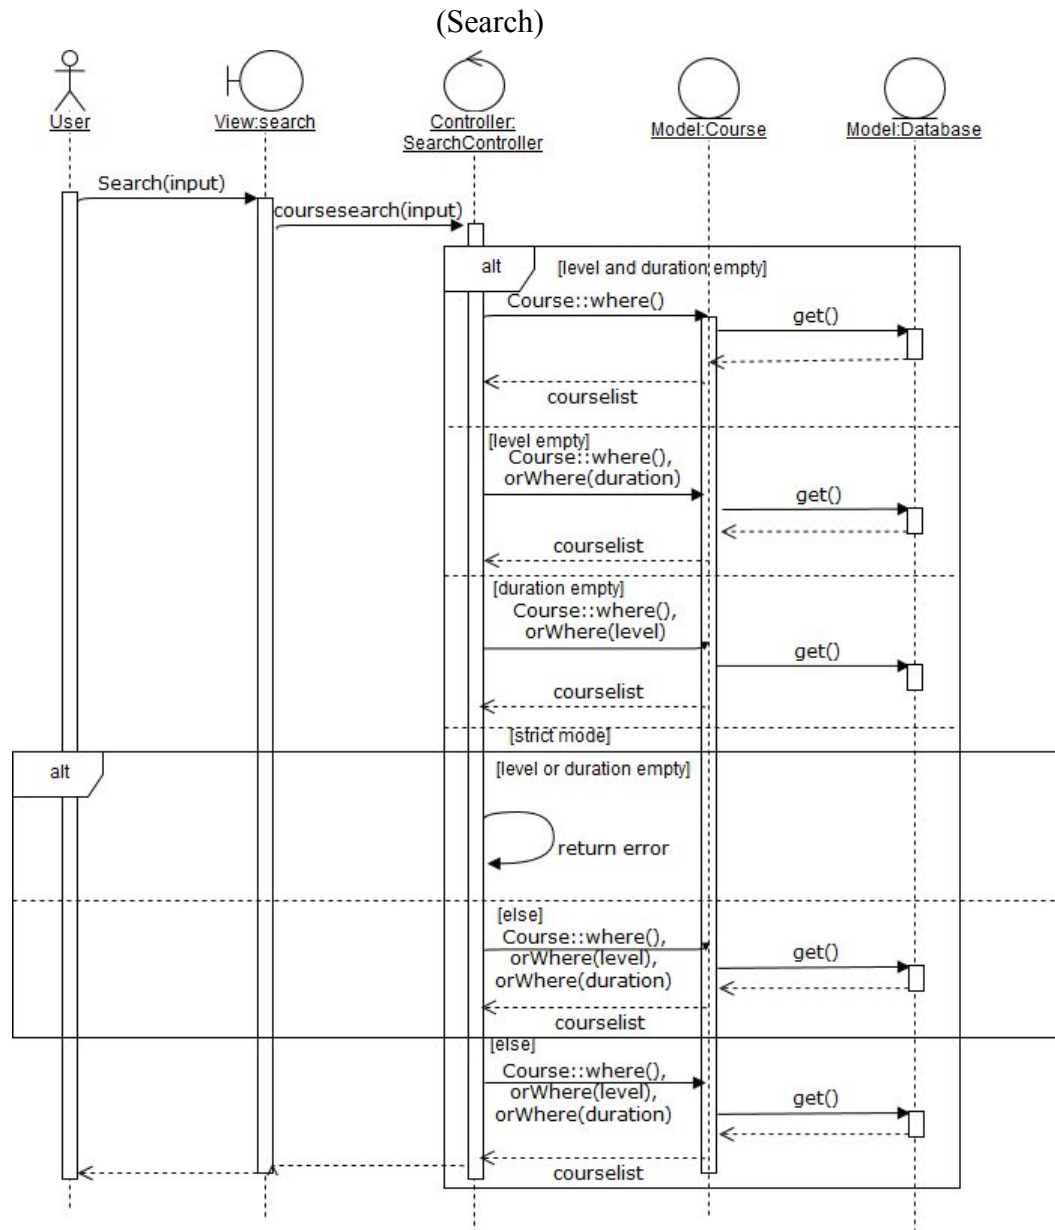 (Search)
User
View:search
Controller:
SearchController
Model:Course
Model:Database
Search(input)
coursesearch(input)
alt
[level and duration empty]
Course::where()
get()
courselist
[level empty]
Course::where(),
orWhere(duration)
get()
courselist
[duration empty]
Course::where(),
orWhere(level)
get()
courselist
[strict mode]
alt
[level or duration empty]
return error
[else]
Course::where(),
orWhere(level),
orWhere(duration)
get()
courselist
[else]
Course::where(),
orWhere(level),
orWhere(duration)
get()
courselist